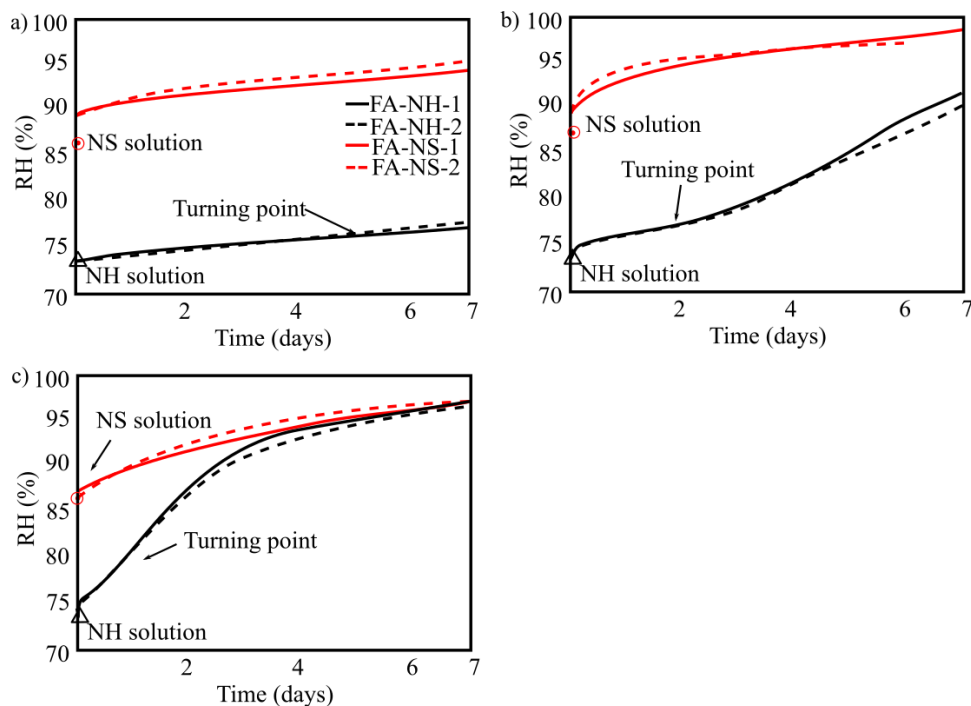 a)
100
95
90
85
80
75
70
RH (%)
NS solution
FA-NH-1
FA-NH-2
FA-NS-1
FA-NS-2
Turning point
NH solution
2
4
6
7
Time (days)
b)
100
95
90
85
80
75
70
RH (%)
NS solution
Turning point
NH solution
2
4
6
7
Time (days)
c)
100
95
90
85
80
75
70
RH (%)
NS solution
Turning point
NH solution
2
4
6
7
Time (days)